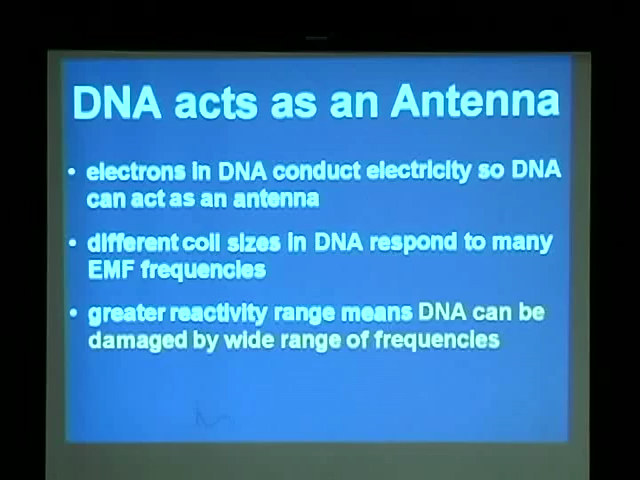 DNA acts as an Antenna
• electrons in DNA conduct electricity so DNA
can act as an antenna
• different coil sizes in DNA respond to many
EMF frequencies
• greater reactivity range means DNA can be
damaged by wide range of frequencies